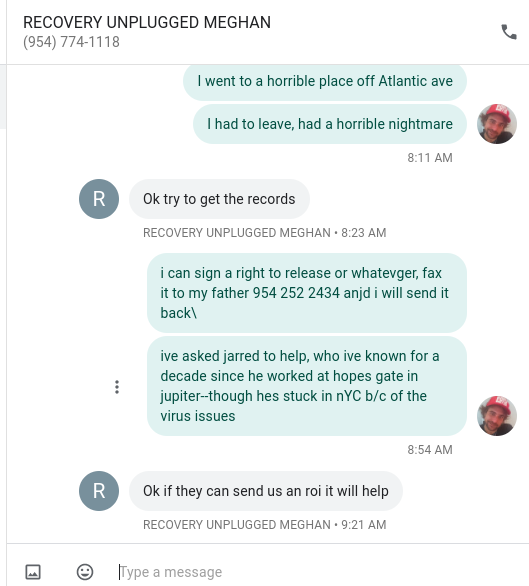 RECOVERY UNPLUGGED MEGHAN
(954) 774-1118
I went to a horrible place off Atlantic ave
I had to leave, had a horrible nightmare
8:11 AM
R
Ok try to get the records
RECOVERY UNPLUGGED MEGHAN • 8:23 AM
i can sign a right to release or whatevger, fax
it to my father 954 252 2434 anjd i will send it
back\
ive asked jarred to help, who ive known for a
decade since he worked at hopes gate in
jupiter--though hes stuck in nYC b/c of the
virus issues
8:54 AM
R
Ok if they can send us an roi it will help
RECOVERY UNPLUGGED MEGHAN • 9:21 AM
Type a message